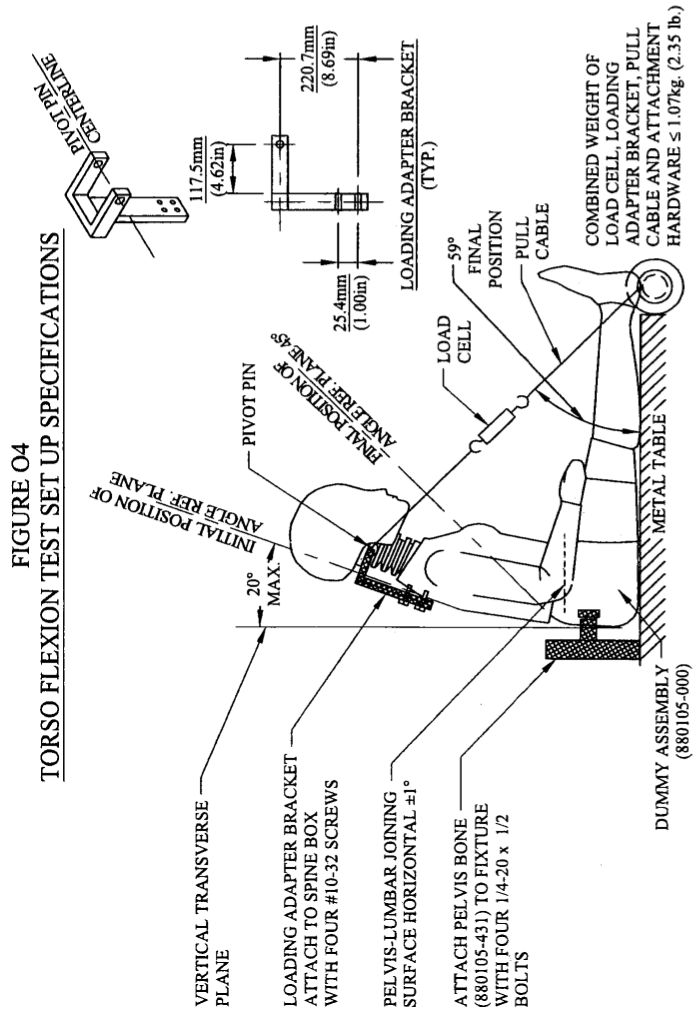 FIGURE O4
TORSO FLEXION TEST SET UP SPECIFICATIONS
PIVOT PIN
CENTERLINE
117.5mm
(4.62in)
220.7mm
(8.69in)
25.4mm
(1.00in)
LOADING ADAPTER BRACKET
(TYP.)
INITIAL POSITION OF
ANGLE REF. PLANE
20°
MAX.
PIVOT PIN
FINAL POSITION OF
ANGLE REF. PLANE 45°
LOAD
CELL
59°
FINAL
POSITION
PULL
CABLE
COMBINED WEIGHT OF
LOAD CELL, LOADING
ADAPTER BRACKET, PULL
CABLE AND ATTACHMENT
HARDWARE ≤ 1.07kg. (2.35 lb.)
VERTICAL TRANSVERSE
PLANE
LOADING ADAPTER BRACKET
ATTACH TO SPINE BOX
WITH FOUR #10-32 SCREWS
PELVIS-LUMBAR JOINING
SURFACE HORIZONTAL ±1°
ATTACH PELVIS BONE
(880105-431) TO FIXTURE
WITH FOUR 1/4-20 x 1/2
BOLTS
METAL TABLE
DUMMY ASSEMBLY
(880105-000)